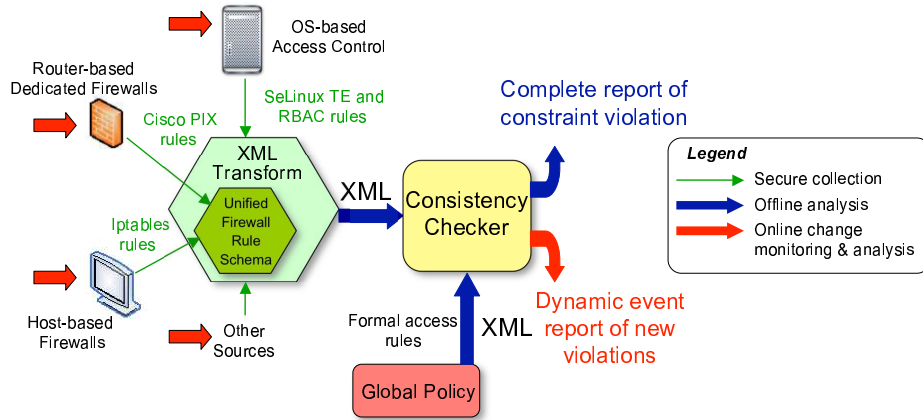 OS-based
Access Control
Router-based
Dedicated Firewalls
Cisco PIX
rules
SeLinux TE and
RBAC rules
XML
Transform
Unified
Firewall
Rule
Schema
Iptables
rules
Host-based
Firewalls
Other
Sources
XML
Consistency
Checker
Complete report of
constraint violation
Dynamic event
report of new
violations
Formal access
rules
XML
Global Policy
Legend
Secure collection
Offline analysis
Online change
monitoring & analysis